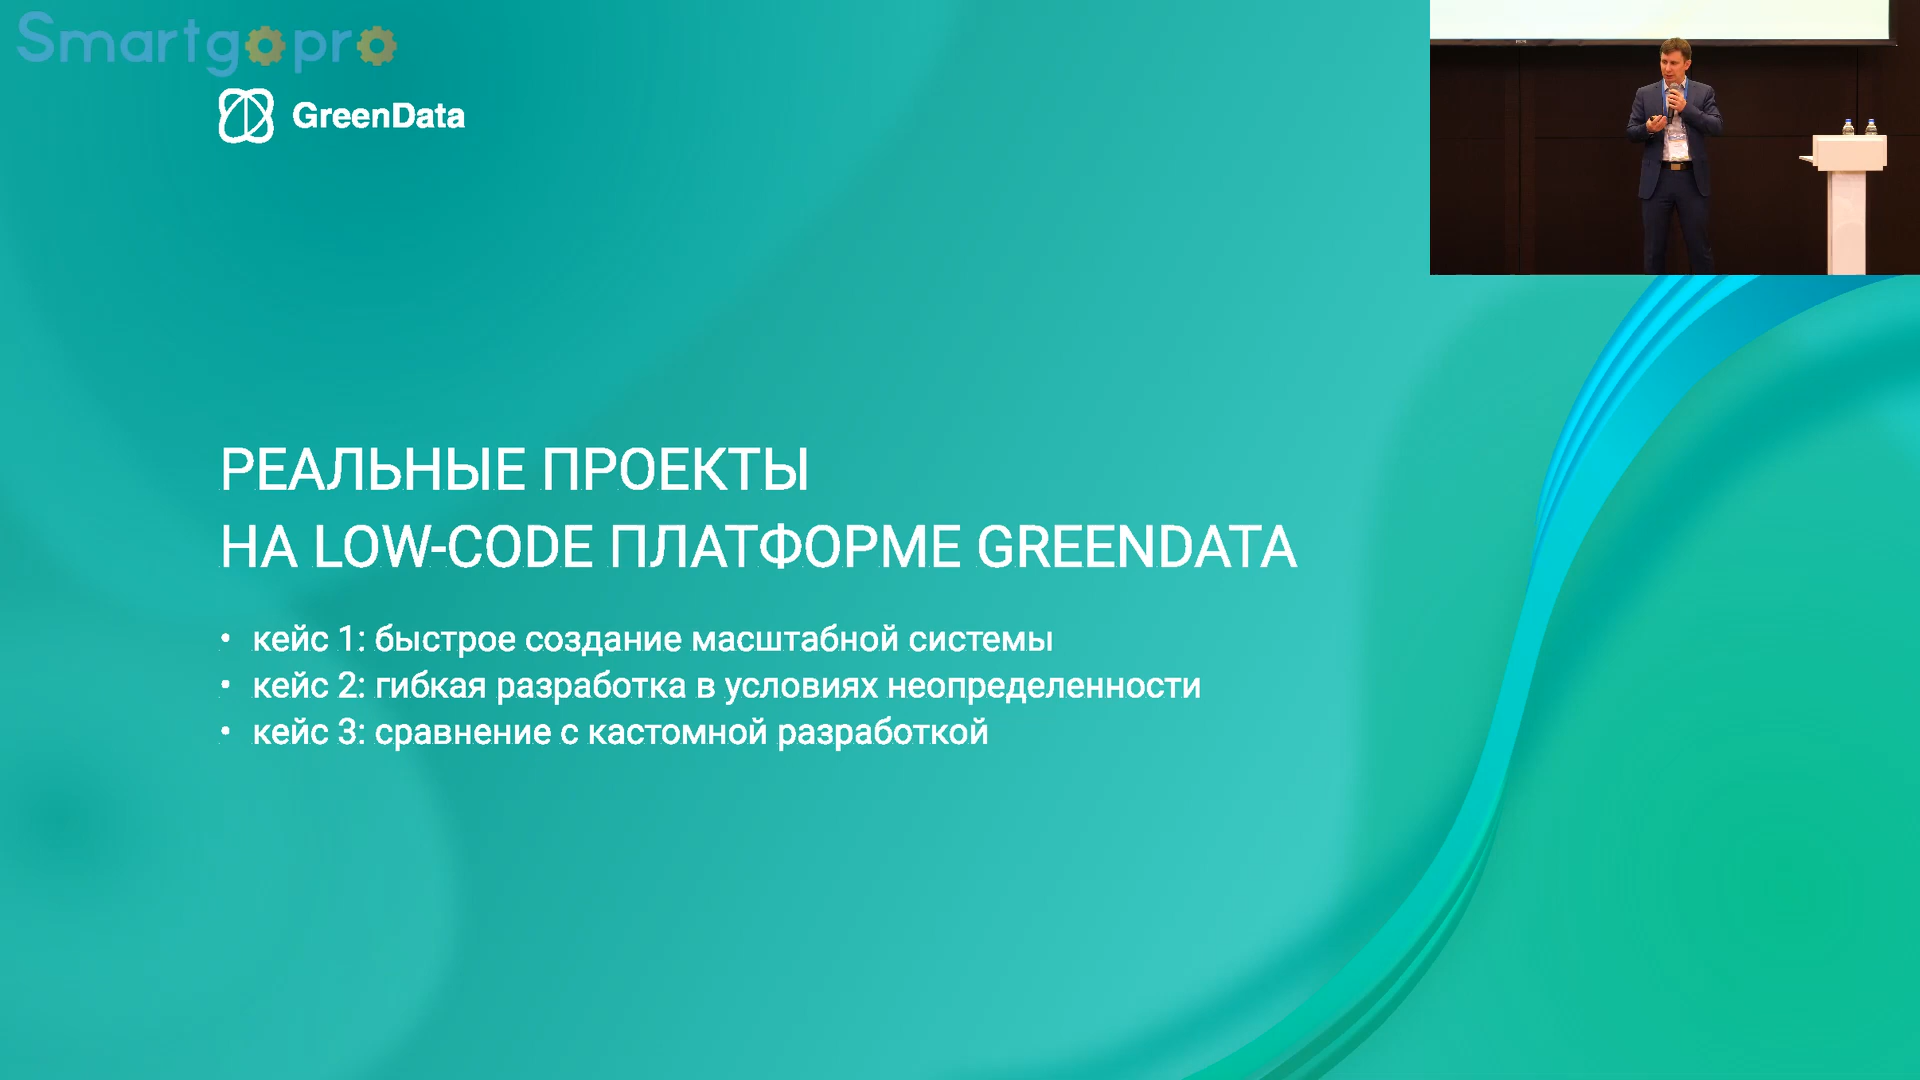 Smartgopro
GreenData
РЕАЛЬНЫЕ ПРОЕКТЫ
НА LOW-CODE ПЛАТФОРМЕ GREENDATA
• кейс 1: быстрое создание масштабной системы
• кейс 2: гибкая разработка в условиях неопределенности
• кейс 3: сравнение с кастомной разработкой